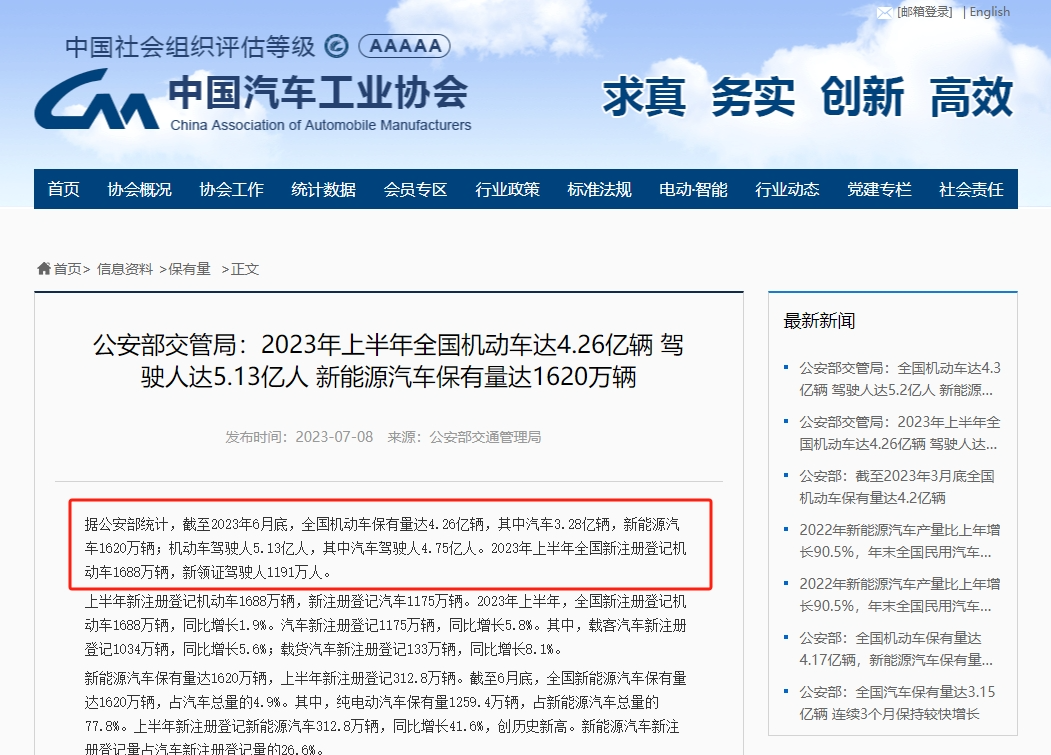 [邮箱登录] | English
中国社会组织评估等级 AAAAA
中国汽车工业协会
China Association of Automobile Manufacturers
求真 务实 创新 高效
首页 协会概况 协会工作 统计数据 会员专区 行业政策 标准法规 电动·智能 行业动态 党建专栏 社会责任
首页> 信息资料 >保有量 >正文
公安部交管局：2023年上半年全国机动车达4.26亿辆 驾
驶人达5.13亿人 新能源汽车保有量达1620万辆
发布时间：2023-07-08 来源：公安部交通管理局
据公安部统计，截至2023年6月底，全国机动车保有量达4.26亿辆，其中汽车3.28亿辆，新能源汽
车1620万辆；机动车驾驶人5.13亿人，其中汽车驾驶人4.75亿人。2023年上半年全国新注册登记机
动车1688万辆，新领证驾驶人1191万人。
上半年新注册登记机动车1688万辆，新注册登记汽车1175万辆。2023年上半年，全国新注册登记机
动车1688万辆，同比增长1.9%。汽车新注册登记1175万辆，同比增长5.8%。其中，载客汽车新注册
登记1034万辆，同比增长5.6%；载货汽车新注册登记133万辆，同比增长8.1%。
新能源汽车保有量达1620万辆，上半年新注册登记312.8万辆。截至6月底，全国新能源汽车保有量
达1620万辆，占汽车总量的4.9%。其中，纯电动汽车保有量1259.4万辆，占新能源汽车总量的
77.8%。上半年新注册登记新能源汽车312.8万辆，同比增长41.6%，创历史新高。新能源汽车新注
册登记量占汽车新注册登记量的26.6%。
最新新闻
公安部交管局：全国机动车达4.3
亿辆 驾驶人达5.2亿人 新能源...
公安部交管局：2023年上半年全
国机动车达4.26亿辆 驾驶人达...
公安部：截至2023年3月底全国
机动车保有量达4.2亿辆
2022年新能源汽车产量比上年增
长90.5%，年末全国民用汽车...
2022年新能源汽车产量比上年增
长90.5%，年末全国民用汽车...
公安部：全国机动车保有量达
4.17亿辆，新能源汽车保有量...
公安部：全国汽车保有量达3.15
亿辆 连续3个月保持较快增长